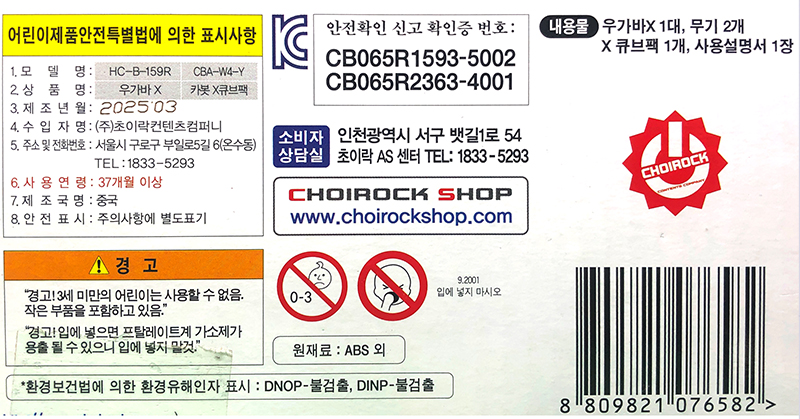 어린이제품안전특별법에 의한 표시사항
1. 모 델 명 : HC-B-159R CBA-W4-Y
2. 상 품 명 : 우가바 X 카봇 X큐브팩
3. 제 조 년 월 : 2025 03
4. 수 입 자 명 : (주)초이락컨텐츠컴퍼니
5. 주소 및 전화번호 : 서울시 구로구 부일로5길 6(온수동)
TEL : 1833-5293
6. 사 용 연 령 : 37개월 이상
7. 제 조 국 명 : 중국
8. 안 전 표 시 : 주의사항에 별도표기
경 고
"경고! 3세 미만의 어린이는 사용할 수 없음.
작은 부품을 포함하고 있음."
"경고! 입에 넣으면 프탈레이트계 가소제가
용출 될 수 있으니 입에 넣지 말것."
*환경보건법에 의한 환경유해인자 표시 : DNOP-불검출, DINP-불검출
KC
안전확인 신고 확인증 번호:
CB065R1593-5002
CB065R2363-4001
소비자
상담실
인천광역시 서구 뱃길1로 54
초이락 AS 센터 TEL: 1833-5293
CHOIROCK SHOP
www.choirockshop.com
0-3
9.2001
입에 넣지 마시오
원재료 : ABS 외
내용물 우가바X 1대, 무기 2개
X 큐브팩 1개, 사용설명서 1장
CHOIROCK
CONTENTS COMPANY
8 809821 076582 >